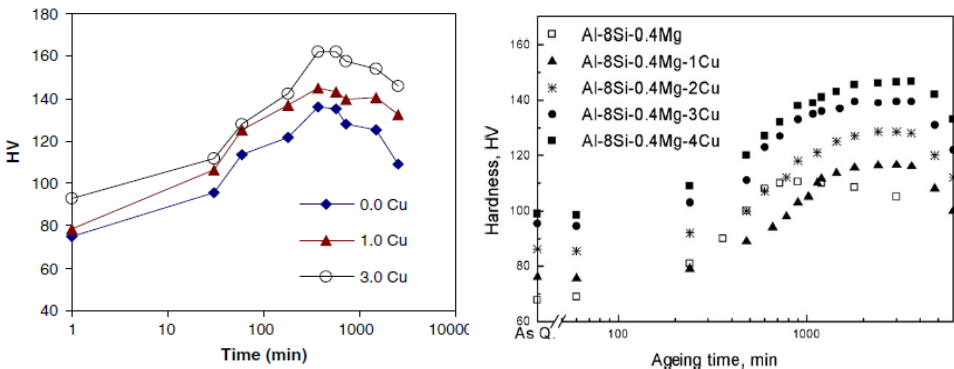 HV
180
160
140
120
100
80
60
40
1
10
100
1000
10000
Time (min)
0.0 Cu
1.0 Cu
3.0 Cu
Hardness, HV
160
140
120
100
80
60
As Q.
100
1000
Ageing time, min
Al-8Si-0.4Mg
Al-8Si-0.4Mg-1Cu
Al-8Si-0.4Mg-2Cu
Al-8Si-0.4Mg-3Cu
Al-8Si-0.4Mg-4Cu